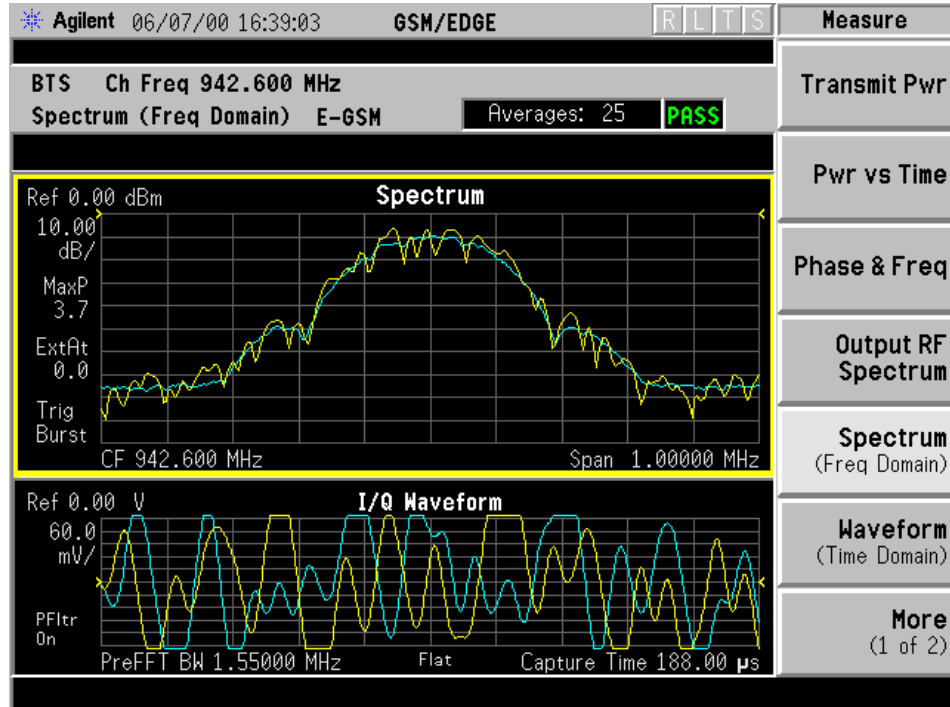 Agilent 06/07/00 16:39:03 GSM/EDGE R L T S
Measure
BTS Ch Freq 942.600 MHz
Spectrum (Freq Domain) E-GSM Averages: 25 PASS
Ref 0.00 dBm Spectrum
10.00
dB/
MaxP
3.7
ExtAt
0.0
Trig
Burst
CF 942.600 MHz Span 1.00000 MHz
Ref 0.00 V I/Q Waveform
60.0
mV/
PFltr
On
PreFFT BW 1.55000 MHz Flat Capture Time 188.00 µs
Transmit Pwr
Pwr vs Time
Phase & Freq
Output RF
Spectrum
Spectrum
(Freq Domain)
Waveform
(Time Domain)
More
(1 of 2)